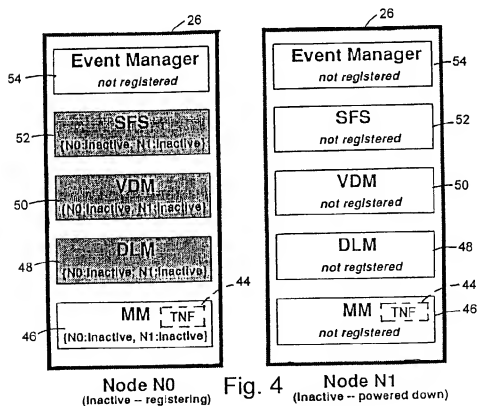 26
Event Manager
not registered
54
SFS
{N0:Inactive, N1:Inactive}
52
VDM
{N0:Inactive, N1:Inactive}
50
DLM
{N0:Inactive, N1:Inactive}
48
MM
TNF
44
{N0:Inactive, N1:Inactive}
46
Node N0
(Inactive -- registering)
Fig. 4
26
Event Manager
not registered
54
SFS
not registered
52
VDM
not registered
50
DLM
not registered
48
44
MM
TNF
46
not registered
Node N1
(Inactive -- powered down)